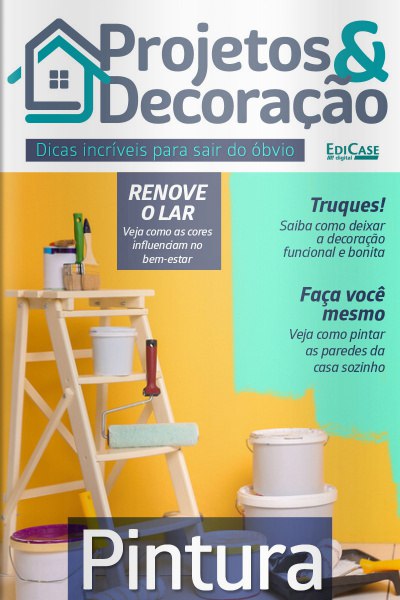 Projetos&
Decoração
Dicas incríveis para sair do óbvio
EDICASE
digital
RENOVE
O LAR
Veja como as cores
influenciam no
bem-estar
Truques!
Saiba como deixar
a decoração
funcional e bonita
Faça você
mesmo
Veja como pintar
as paredes da
casa sozinho
Pintura